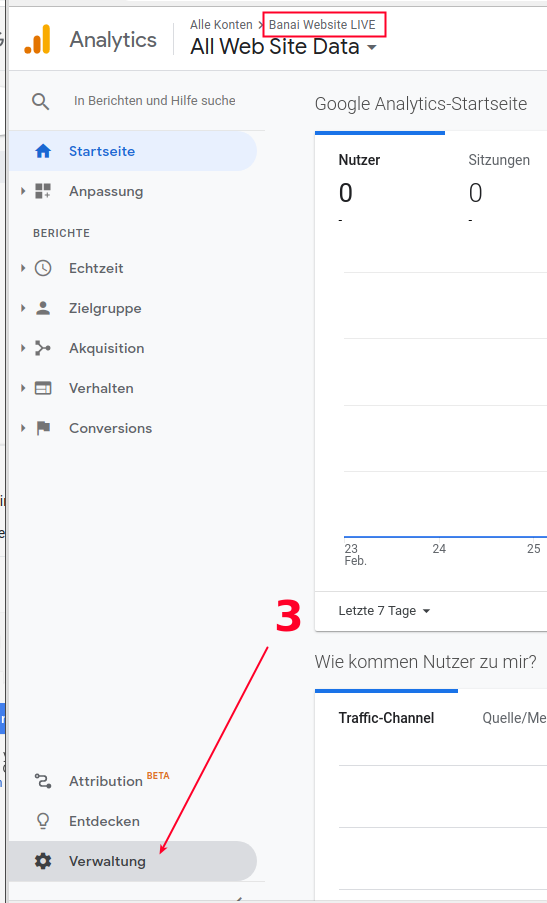 Alle Konten > Banai Website LIVE
Analytics
All Web Site Data
In Berichten und Hilfe suche
Startseite
Anpassung
BERICHTE
Echtzeit
Zielgruppe
Akquisition
Verhalten
Conversions
Attribution BETA
Entdecken
Verwaltung
3
Google Analytics-Startseite
Nutzer
0
-
Sitzungen
0
-
23 24 25
Feb.
Letzte 7 Tage
Wie kommen Nutzer zu mir?
Traffic-Channel
Quelle/Me